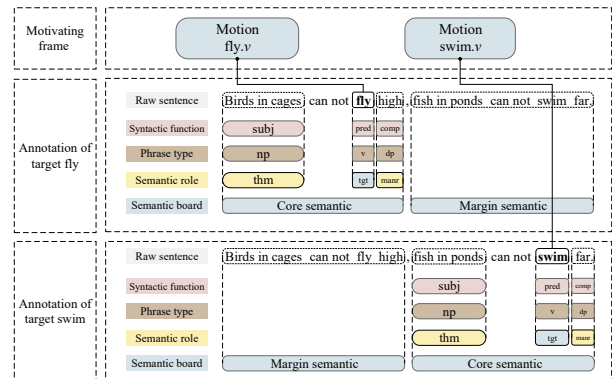 Motivating frame
Motion fly.v
Motion swim.v
Annotation of target fly
Raw sentence Birds in cages can not fly high, fish in ponds can not swim far.
Syntactic function subj pred comp
Phrase type np v dp
Semantic role thm tgt manr
Semantic board Core semantic Margin semantic
Annotation of target swim
Raw sentence Birds in cages can not fly high, fish in ponds can not swim far.
Syntactic function subj pred comp
Phrase type np v dp
Semantic role thm tgt manr
Semantic board Margin semantic Core semantic